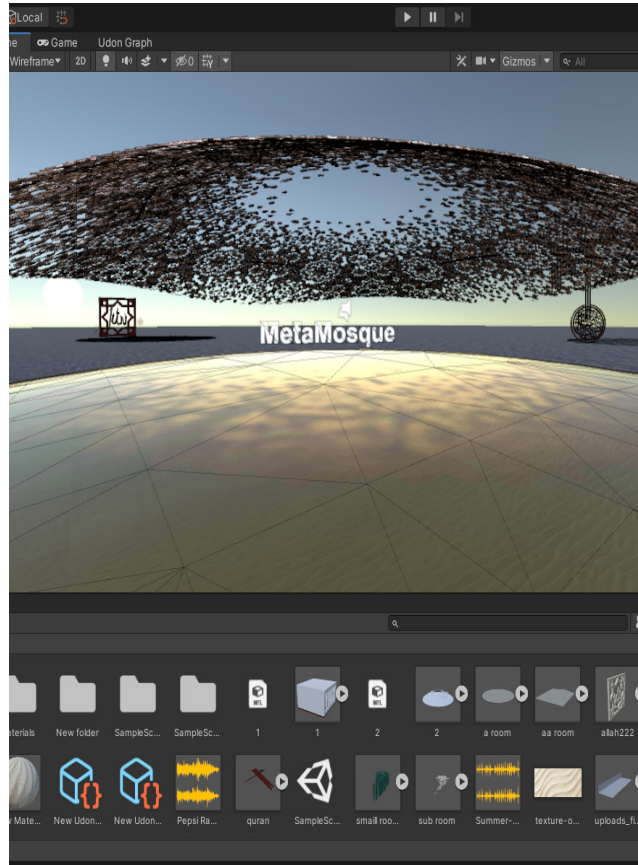 Local
Game Udon Graph
Wireframe 2D 0 Gizmos All
MetaMosque
New folder SampleSc... SampleSc... 1 1 2 2 a room aa room allah222
New Udon... New Udon... Pepsi Ra... quran SampleSc... small roo... sub room Summer-... texture-o... uploads_fi...